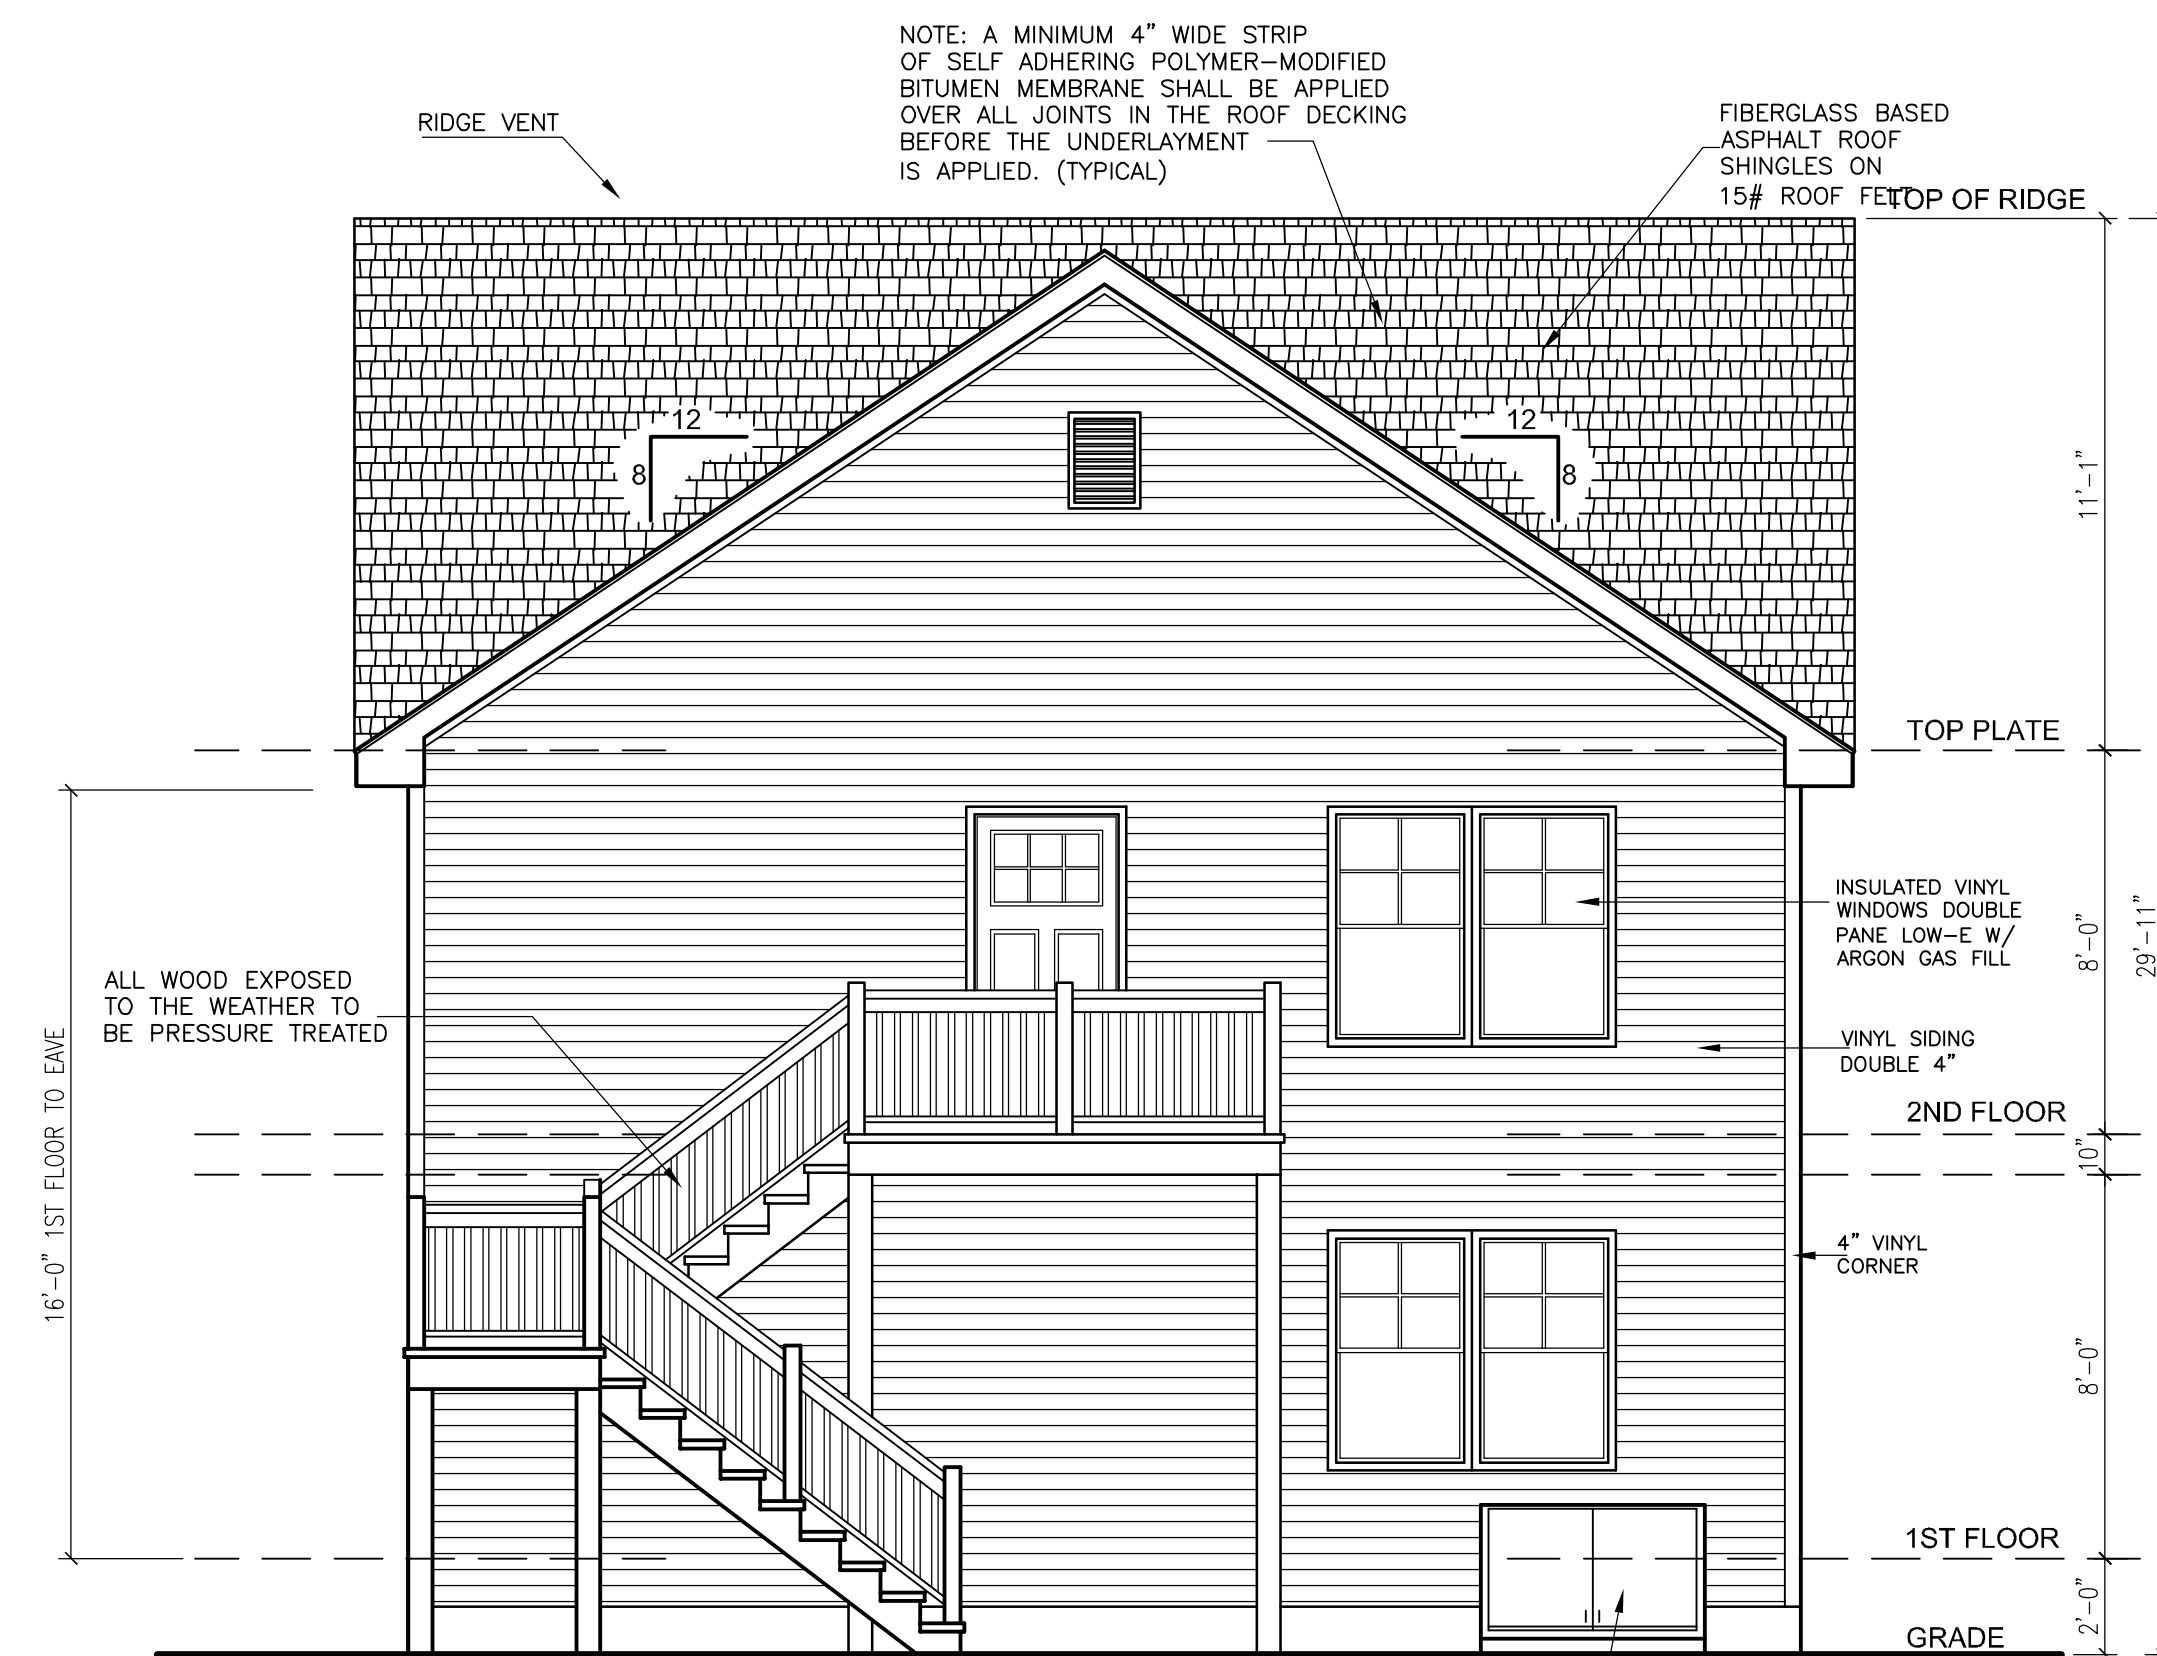 NOTE: A MINIMUM 4" WIDE STRIP
OF SELF ADHERING POLYMER-MODIFIED
BITUMEN MEMBRANE SHALL BE APPLIED
OVER ALL JOINTS IN THE ROOF DECKING
BEFORE THE UNDERLAYMENT
IS APPLIED. (TYPICAL)
RIDGE VENT
FIBERGLASS BASED
ASPHALT ROOF
SHINGLES ON
15# ROOF FELT
TOP OF RIDGE
12
8
12
8
11'-1"
TOP PLATE
INSULATED VINYL
WINDOWS DOUBLE
PANE LOW-E W/
ARGON GAS FILL
8'-0"
29'-11"
ALL WOOD EXPOSED
TO THE WEATHER TO
BE PRESSURE TREATED
VINYL SIDING
DOUBLE 4"
16'-0" 1ST FLOOR TO EAVE
2ND FLOOR
10"
4" VINYL
CORNER
8'-0"
1ST FLOOR
2'-0"
GRADE